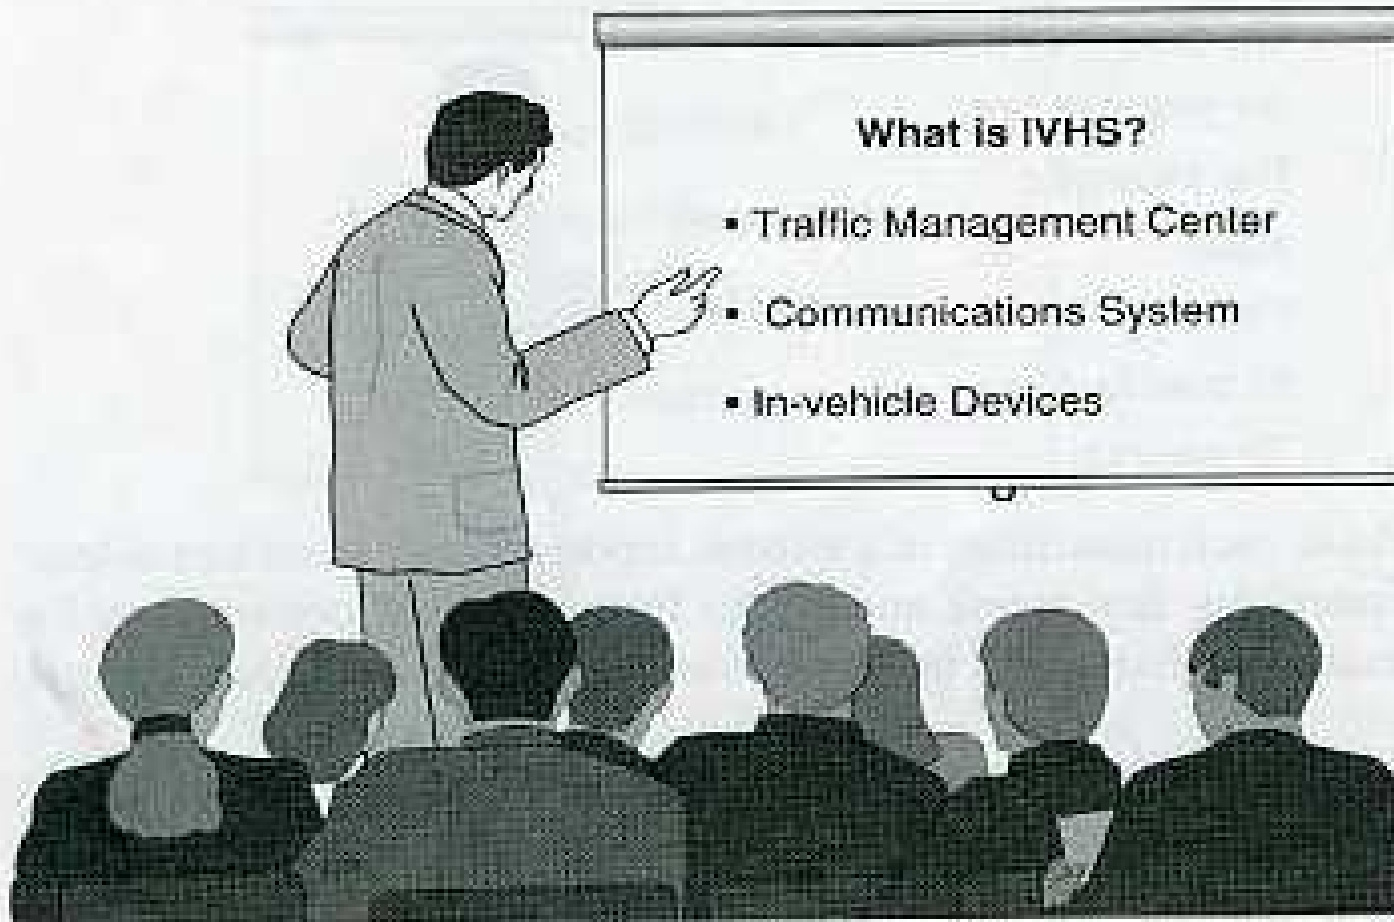 What is IVHS?
▪ Traffic Management Center
▪ Communications System
▪ In-vehicle Devices